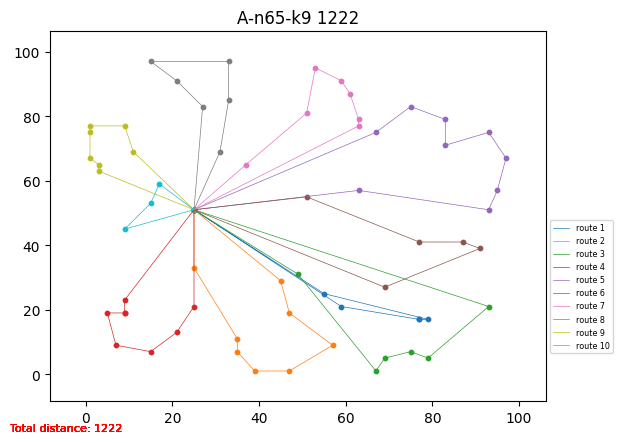 A-n65-k9 1222
100
80
60
40
20
0
0 20 40 60 80 100
route 1
route 2
route 3
route 4
route 5
route 6
route 7
route 8
route 9
route 10
Total distance: 1222